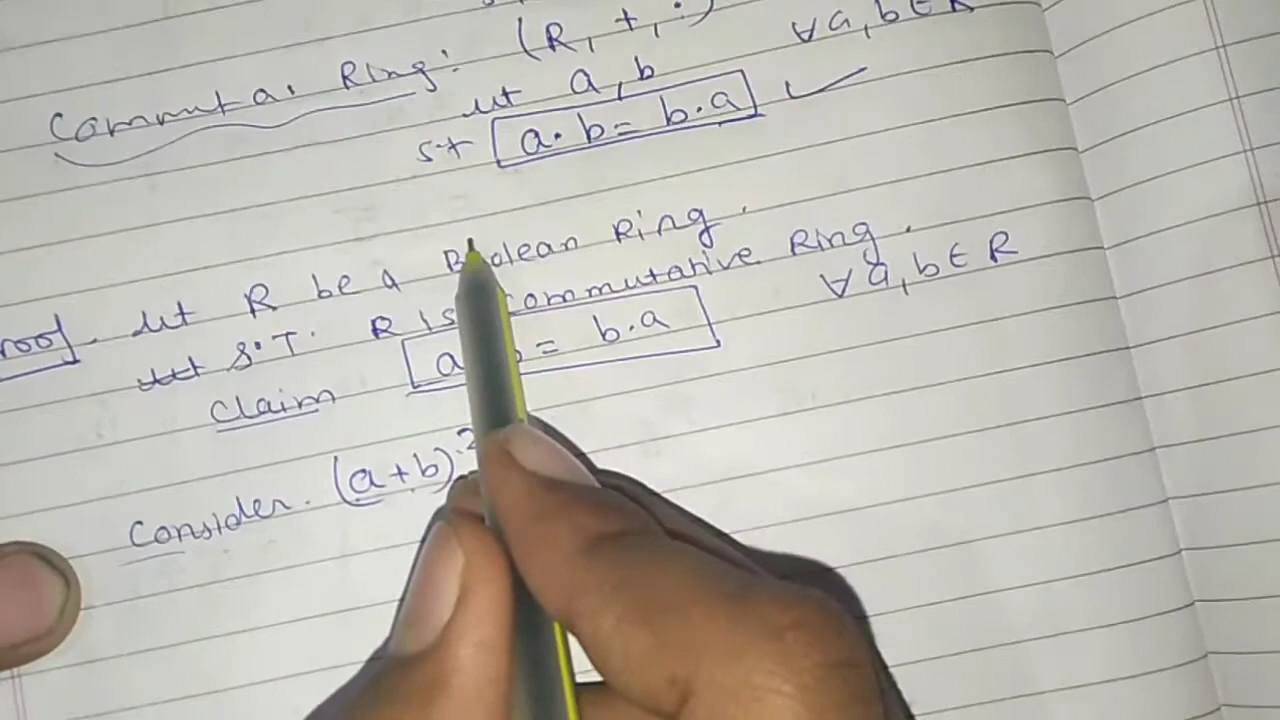 Commuta. Ring: (R, +, ·) ∀ a, b ∈ R
let a, b
s.t a · b = b · a
Proof. Let R be a Boolean Ring.
S.T. R is commutative Ring.
Claim a b = b · a ∀ a, b ∈ R
Consider. (a+b)²